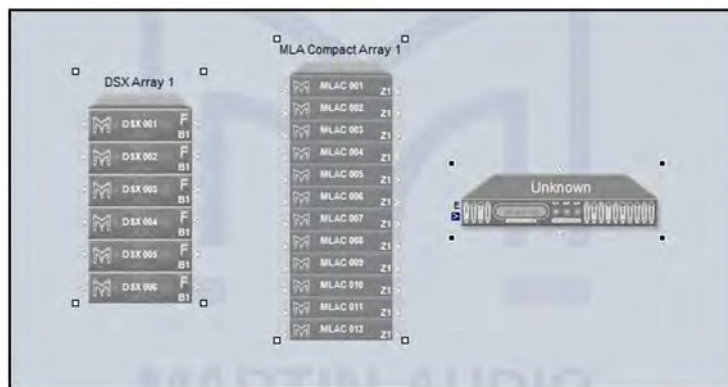 DSX Array 1
DSX 001 F B1
DSX 002 F B1
DSX 003 F B1
DSX 004 F B1
DSX 005 F B1
DSX 006 F B1
MLA Compact Array 1
MLAC 001 Z1
MLAC 002 Z1
MLAC 003 Z1
MLAC 004 Z1
MLAC 005 Z1
MLAC 006 Z1
MLAC 007 Z1
MLAC 008 Z1
MLAC 009 Z1
MLAC 010 Z1
MLAC 011 Z1
MLAC 012 Z1
Unknown
E
V
MARTIN AUDIO